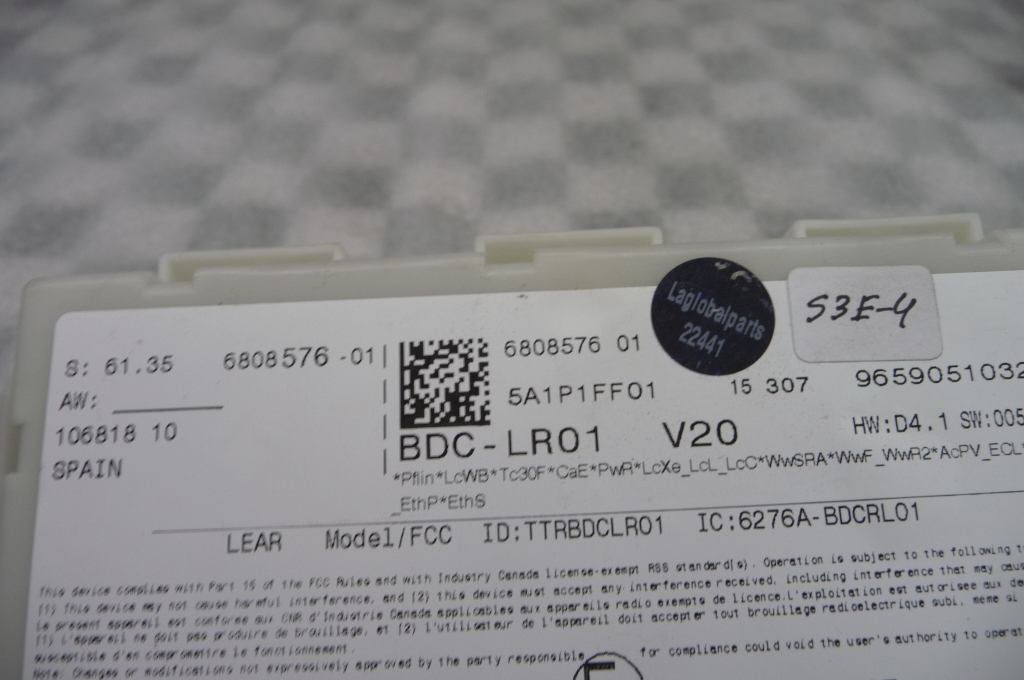 S: 61.35 6808576 -01
AW:
106818 10
SPAIN
6808576 01
5A1P1FF01 15 307 9659051032
BDC-LR01 V20 HW:D4.1 SW:005
*Pflin*LcWB*Tc30F*CaE*PwR*LcXe_LcL_LcC*WwSRA*WwF_WwR2*AcPV_ECL*
_EthP*EthS
Laglobalparts
22441
S3E-4
LEAR Model/FCC ID:TTRBDCLR01 IC:6276A-BDCRL01
This device complies with Part 15 of the FCC Rules and with Industry Canada license-exempt RSS standard(s). Operation is subject to the following
(1) this device may not cause harmful interference, and (2) this device must accept any interference received, including interference that may
le present appareil est conforme aux CNR d'Industrie Canada applicables aux appareils radio exempts de licence.L'exploitation est autorisee aux
(1) L'appareil ne doit pas produire de brouillage, et (2) l'utilisateur de l'appareil doit accepter tout brouillage radioelectrique subi, meme si
susceptible d'en compromettre le fonctionnement.
Note: Changes or modifications not expressively approved by the party responsible for compliance could void the user's authority to